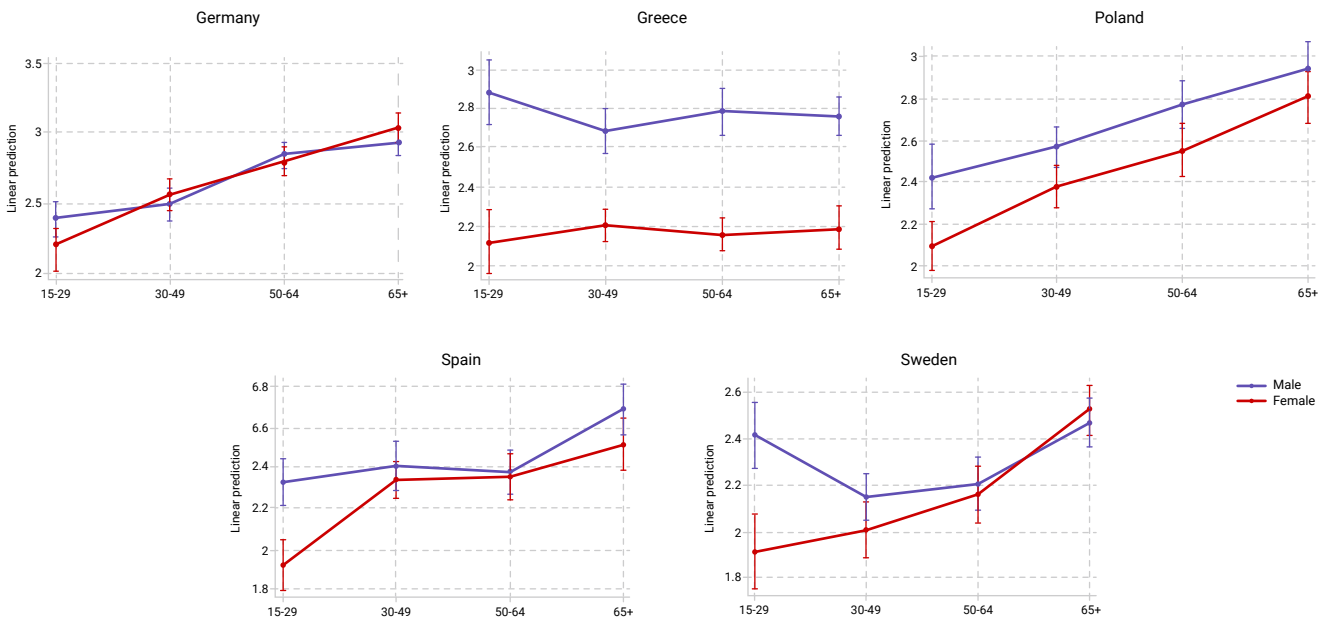 Germany
3.5
3
2.5
2
Linear prediction
15-29 30-49 50-64 65+
Greece
3
2.8
2.6
2.4
2.2
2
Linear prediction
15-29 30-49 50-64 65+
Poland
3
2.8
2.6
2.4
2.2
2
Linear prediction
15-29 30-49 50-64 65+
Spain
6.8
6.6
2.4
2.2
2
1.8
Linear prediction
15-29 30-49 50-64 65+
Sweden
2.6
2.4
2.2
2
1.8
Linear prediction
15-29 30-49 50-64 65+
Male
Female